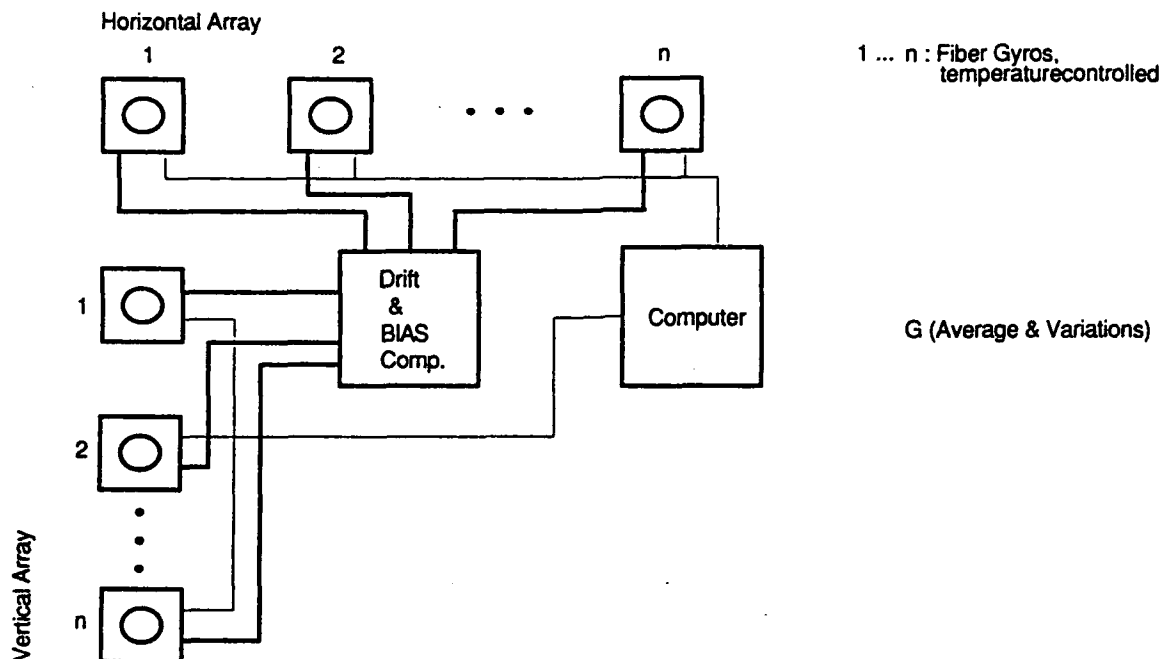 Horizontal Array
1 2 n
1 ... n : Fiber Gyros,
temperaturecontrolled
• • •
1
Drift
&
BIAS
Comp.
Computer
G (Average & Variations)
2
•
•
•
n
Vertical Array